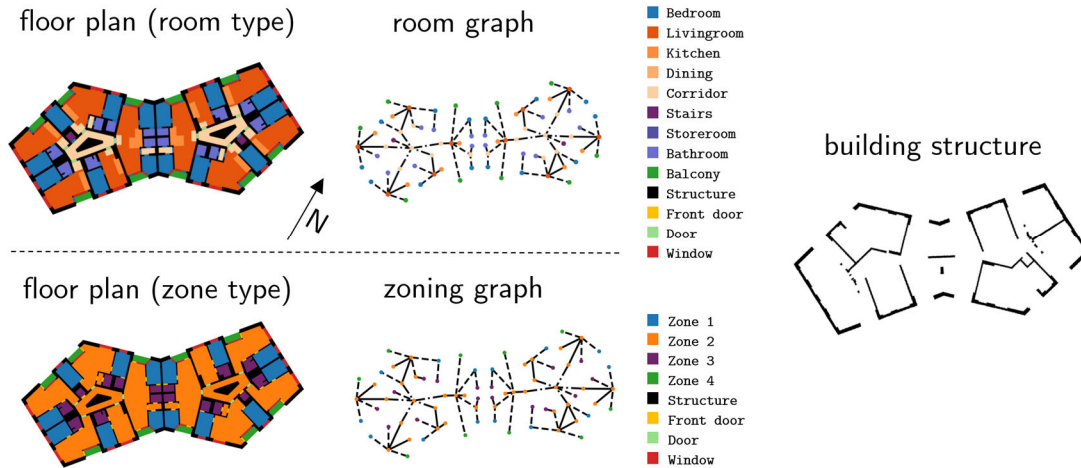 floor plan (room type)
room graph
Bedroom
Livingroom
Kitchen
Dining
Corridor
Stairs
Storeroom
Bathroom
Balcony
Structure
Front door
Door
Window
building structure
N
floor plan (zone type)
zoning graph
Zone 1
Zone 2
Zone 3
Zone 4
Structure
Front door
Door
Window